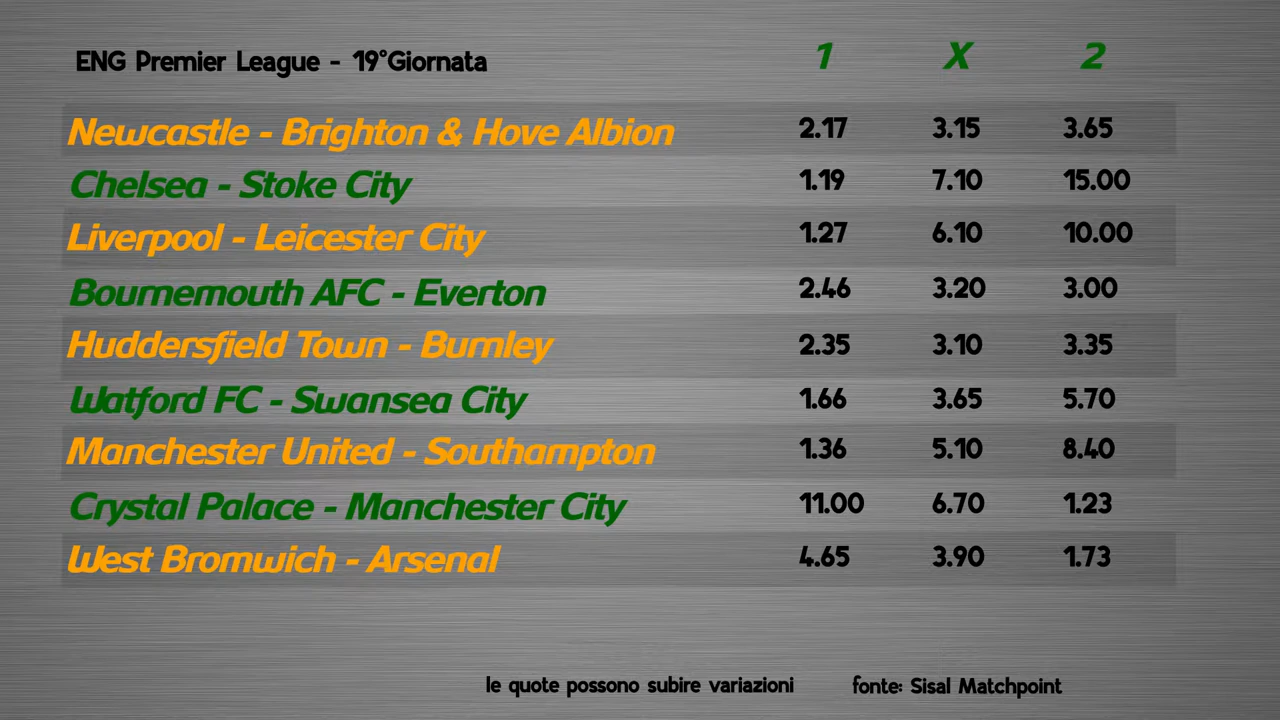 ENG Premier League - 19°Giornata 1 X 2
Newcastle - Brighton & Hove Albion 2.17 3.15 3.65
Chelsea - Stoke City 1.19 7.10 15.00
Liverpool - Leicester City 1.27 6.10 10.00
Bournemouth AFC - Everton 2.46 3.20 3.00
Huddersfield Town - Burnley 2.35 3.10 3.35
Watford FC - Swansea City 1.66 3.65 5.70
Manchester United - Southampton 1.36 5.10 8.40
Crystal Palace - Manchester City 11.00 6.70 1.23
West Bromwich - Arsenal 4.65 3.90 1.73
le quote possono subire variazioni fonte: Sisal Matchpoint